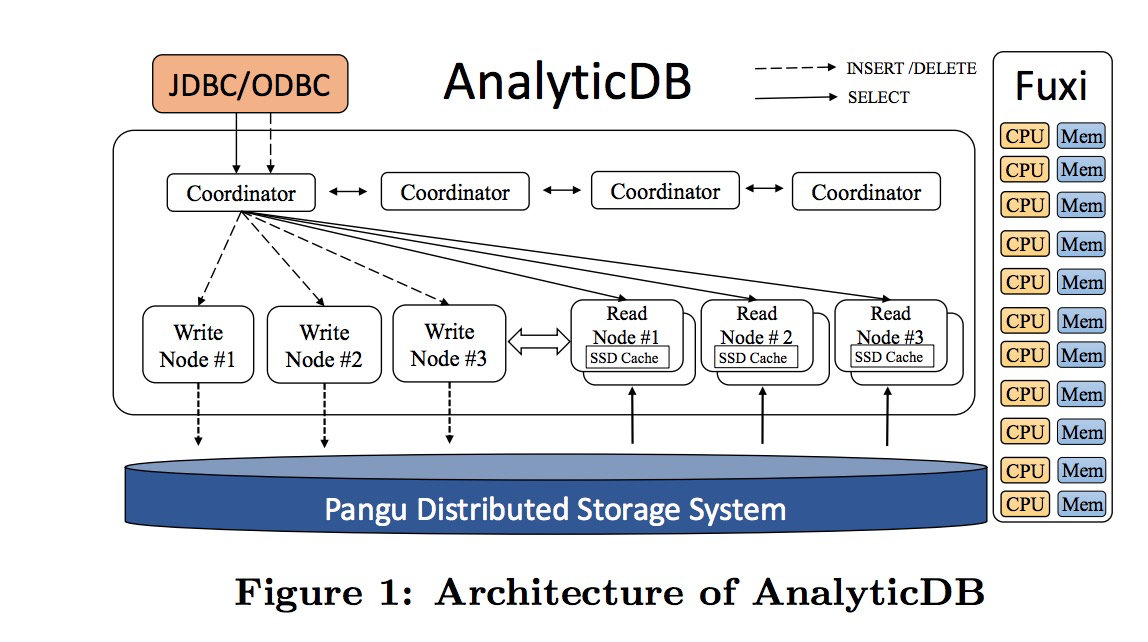 JDBC/ODBC
AnalyticDB
INSERT /DELETE
SELECT
Fuxi
CPU Mem
CPU Mem
CPU Mem
CPU Mem
CPU Mem
CPU Mem
CPU Mem
CPU Mem
CPU Mem
CPU Mem
CPU Mem
Coordinator
Coordinator
Coordinator
Coordinator
Write
Node #1
Write
Node #2
Write
Node #3
Read
Node #1
SSD Cache
Read
Node # 2
SSD Cache
Read
Node #3
SSD Cache
Pangu Distributed Storage System
Figure 1: Architecture of AnalyticDB